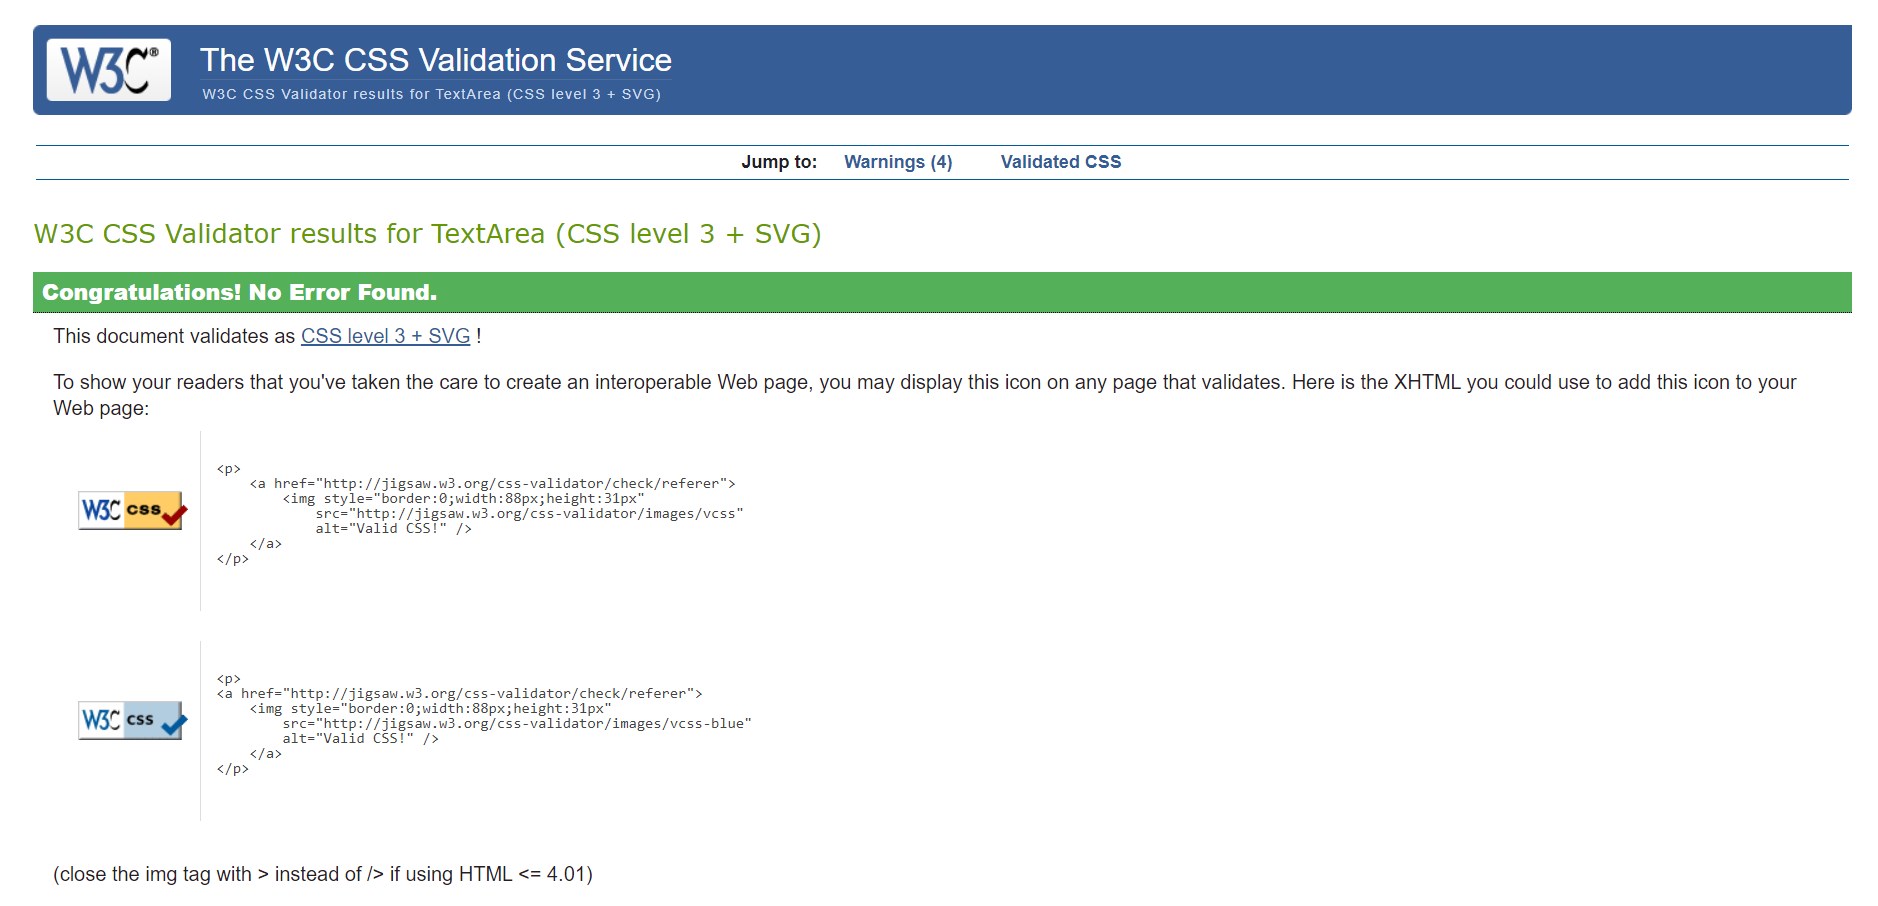 W3C®
The W3C CSS Validation Service
W3C CSS Validator results for TextArea (CSS level 3 + SVG)
Jump to: Warnings (4) Validated CSS
W3C CSS Validator results for TextArea (CSS level 3 + SVG)
Congratulations! No Error Found.
This document validates as CSS level 3 + SVG !
To show your readers that you've taken the care to create an interoperable Web page, you may display this icon on any page that validates. Here is the XHTML you could use to add this icon to your
Web page:
W3C css
<p>
    <a href="http://jigsaw.w3.org/css-validator/check/referer">
        <img style="border:0;width:88px;height:31px"
            src="http://jigsaw.w3.org/css-validator/images/vcss"
            alt="Valid CSS!" />
    </a>
</p>
W3C css
<p>
<a href="http://jigsaw.w3.org/css-validator/check/referer">
    <img style="border:0;width:88px;height:31px"
        src="http://jigsaw.w3.org/css-validator/images/vcss-blue"
        alt="Valid CSS!" />
    </a>
</p>
(close the img tag with > instead of /> if using HTML <= 4.01)